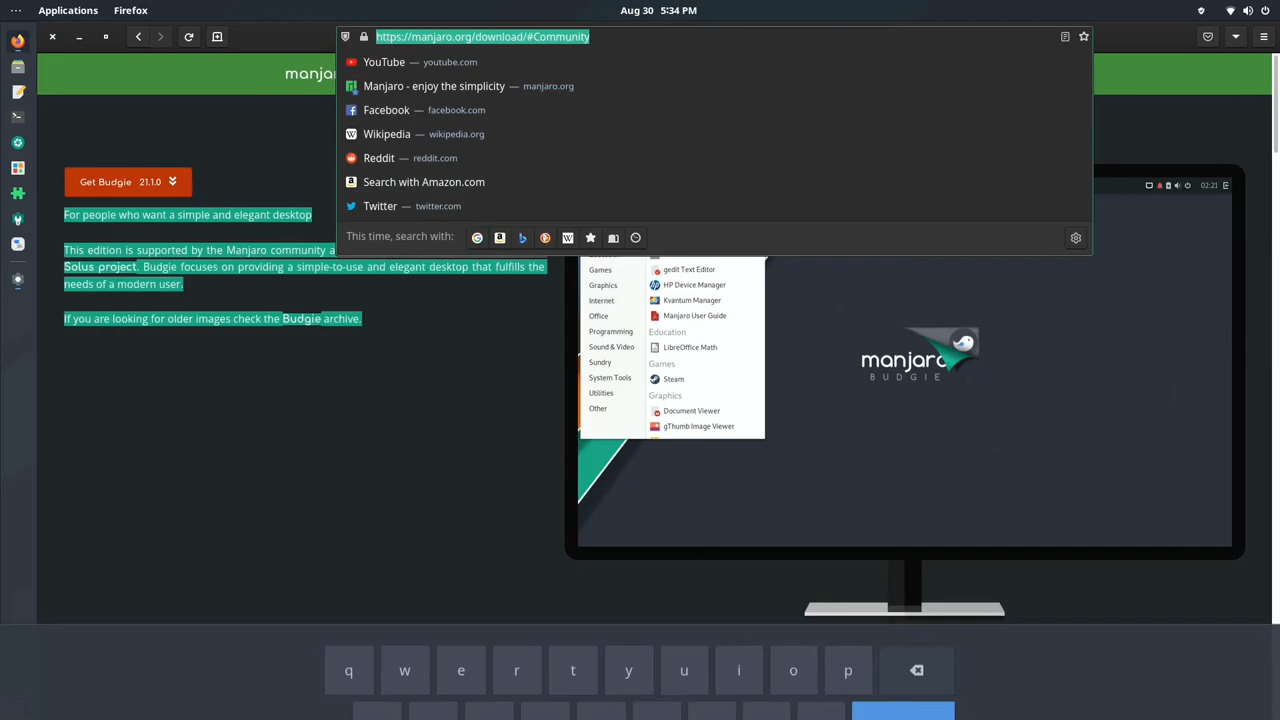 Applications Firefox Aug 30 5:34 PM
https://manjaro.org/download/#Community
manjaro
YouTube — youtube.com
Manjaro - enjoy the simplicity — manjaro.org
Facebook — facebook.com
Wikipedia — wikipedia.org
Reddit — reddit.com
Search with Amazon.com
Twitter — twitter.com
This time, search with:
Get Budgie 21.1.0
For people who want a simple and elegant desktop
This edition is supported by the Manjaro community a
Solus project. Budgie focuses on providing a simple-to-use and elegant desktop that fulfills the
needs of a modern user.
If you are looking for older images check the Budgie archive.
02:21
Games
Graphics
Internet
Office
Programming
Sound & Video
Sundry
System Tools
Utilities
Other
gedit Text Editor
HP Device Manager
Kvantum Manager
Manjaro User Guide
Education
LibreOffice Math
Games
Steam
Graphics
Document Viewer
gThumb Image Viewer
manjaro
BUDGIE
q w e r t y u i o p